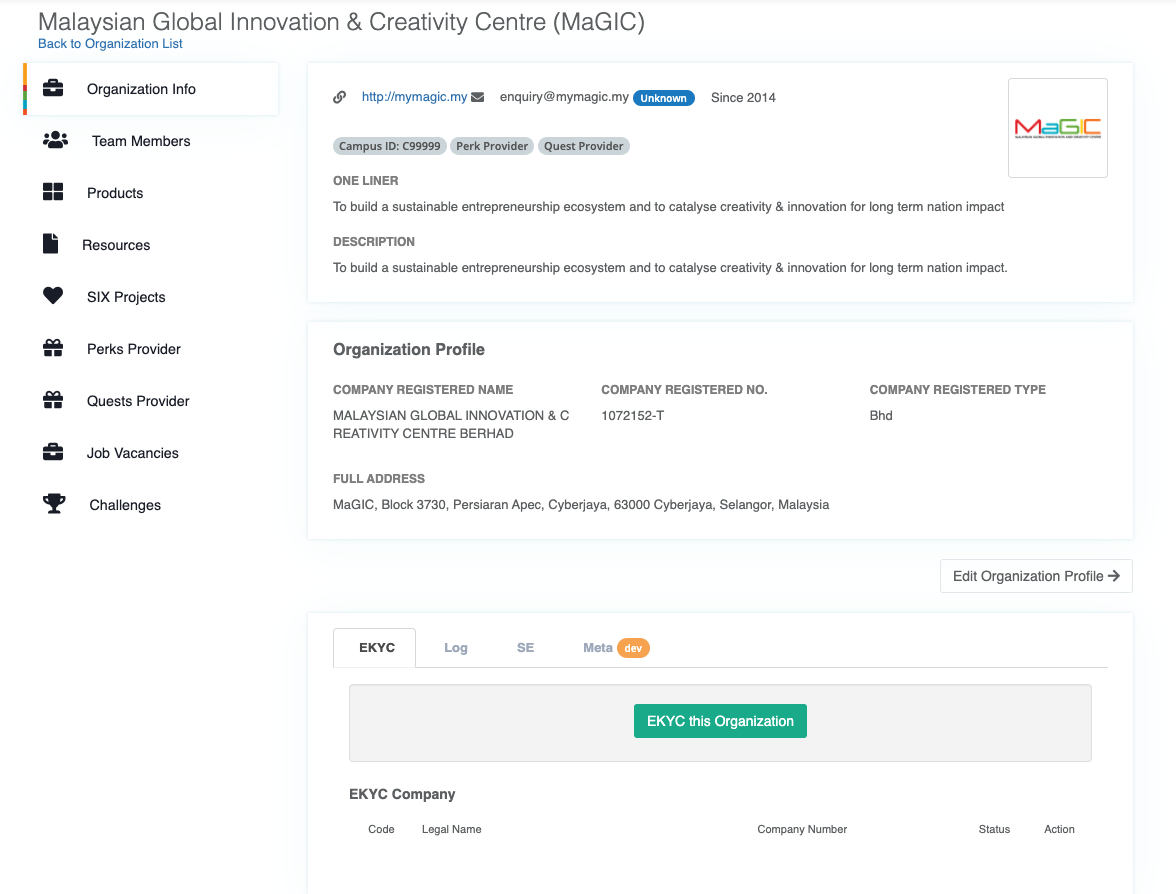 Malaysian Global Innovation & Creativity Centre (MaGIC)
Back to Organization List
Organization Info
Team Members
Products
Resources
SIX Projects
Perks Provider
Quests Provider
Job Vacancies
Challenges
http://mymagic.my enquiry@mymagic.my Unknown Since 2014
MaGIC
MALAYSIAN GLOBAL INNOVATION AND CREATIVITY CENTRE
Campus ID: C99999 Perk Provider Quest Provider
ONE LINER
To build a sustainable entrepreneurship ecosystem and to catalyse creativity & innovation for long term nation impact
DESCRIPTION
To build a sustainable entrepreneurship ecosystem and to catalyse creativity & innovation for long term nation impact.
Organization Profile
COMPANY REGISTERED NAME COMPANY REGISTERED NO. COMPANY REGISTERED TYPE
MALAYSIAN GLOBAL INNOVATION & C 1072152-T Bhd
REATIVITY CENTRE BERHAD
FULL ADDRESS
MaGIC, Block 3730, Persiaran Apec, Cyberjaya, 63000 Cyberjaya, Selangor, Malaysia
Edit Organization Profile
EKYC Log SE Meta dev
EKYC this Organization
EKYC Company
Code Legal Name Company Number Status Action